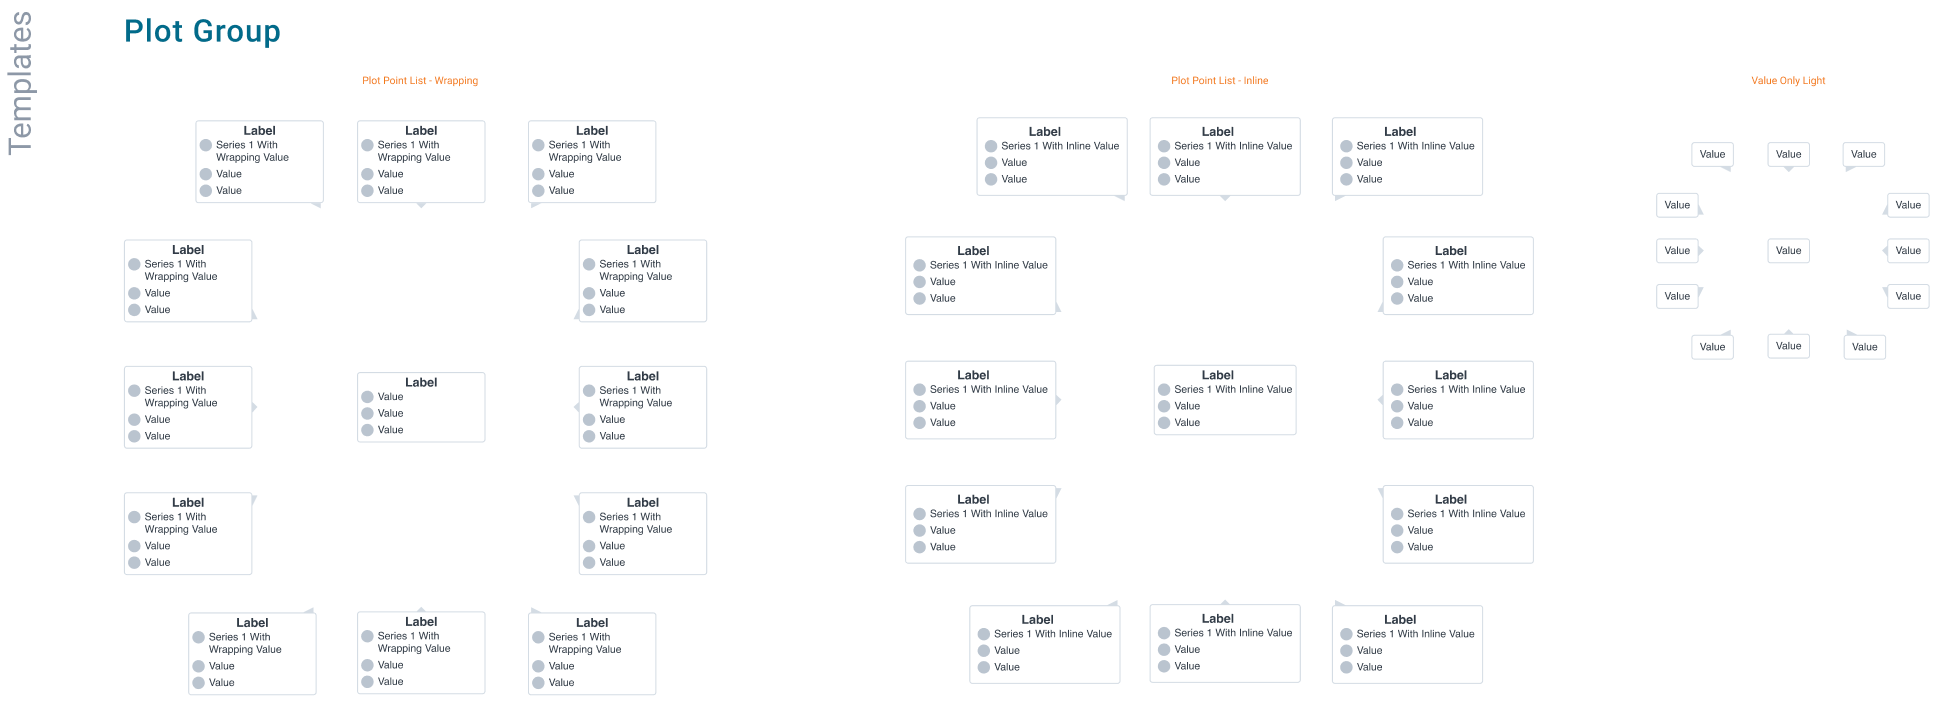 Templates
Plot Group
Plot Point List - Wrapping
Label
Series 1 With
Wrapping Value
Value
Value
Label
Series 1 With
Wrapping Value
Value
Value
Label
Series 1 With
Wrapping Value
Value
Value
Label
Series 1 With
Wrapping Value
Value
Value
Label
Series 1 With
Wrapping Value
Value
Value
Label
Series 1 With
Wrapping Value
Value
Value
Label
Value
Value
Value
Label
Series 1 With
Wrapping Value
Value
Value
Label
Series 1 With
Wrapping Value
Value
Value
Label
Series 1 With
Wrapping Value
Value
Value
Label
Series 1 With
Wrapping Value
Value
Value
Label
Series 1 With
Wrapping Value
Value
Value
Label
Series 1 With
Wrapping Value
Value
Value
Plot Point List - Inline
Label
Series 1 With Inline Value
Value
Value
Label
Series 1 With Inline Value
Value
Value
Label
Series 1 With Inline Value
Value
Value
Label
Series 1 With Inline Value
Value
Value
Label
Series 1 With Inline Value
Value
Value
Label
Series 1 With Inline Value
Value
Value
Label
Series 1 With Inline Value
Value
Value
Label
Series 1 With Inline Value
Value
Value
Label
Series 1 With Inline Value
Value
Value
Label
Series 1 With Inline Value
Value
Value
Label
Series 1 With Inline Value
Value
Value
Label
Series 1 With Inline Value
Value
Value
Label
Series 1 With Inline Value
Value
Value
Value Only Light
Value
Value
Value
Value
Value
Value
Value
Value
Value
Value
Value
Value
Value